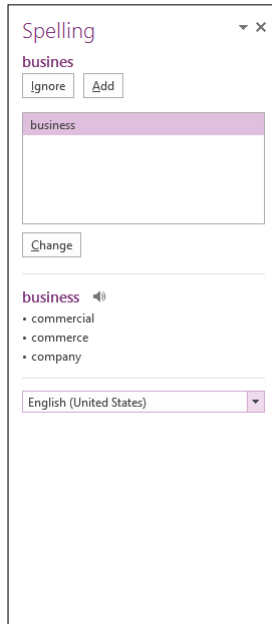 Spelling
busines
Ignore Add
business
Change
business
• commercial
• commerce
• company
English (United States)